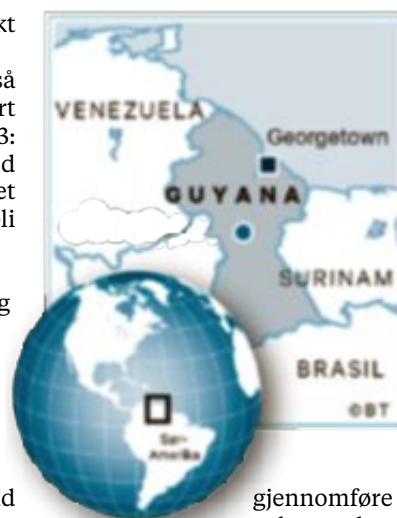 kt
så
rt
3:
d
et
li
g
d
VENEZUELA
Georgetown
GUYANA
SURINAM
BRASIL
©BT
Sør-
Amerika
gjennomføre